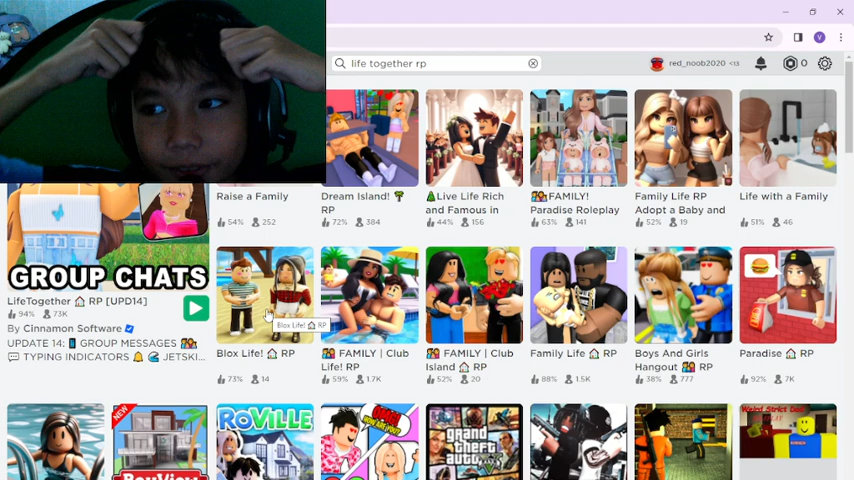 life together rp
red_noob2020 <13
0
V
GROUP CHATS
LifeTogether 🏠 RP [UPD14]
94% 73K
By Cinnamon Software
UPDATE 14: 📱 GROUP MESSAGES 👪
💬 TYPING INDICATORS 🔔 🌊 JETSKI...
Raise a Family
54% 252
Dream Island! 🌴
RP
72% 384
🎄Live Life Rich
and Famous in
44% 156
👪FAMILY!
Paradise Roleplay
63% 141
Family Life RP
Adopt a Baby and
52% 19
Life with a Family
51% 46
Blox Life! 🏠 RP
Blox Life! 🏠 RP
73% 14
👪 FAMILY | Club
Life! RP
59% 1.7K
👪 FAMILY | Club
Island 🏠 RP
52% 20
Family Life 🏠 RP
88% 1.5K
Boys And Girls
Hangout 👪 RP
38% 777
Paradise 🏠 RP
92% 7K
NEW
ROVILLE
grand
theft
Weird Strict Dad